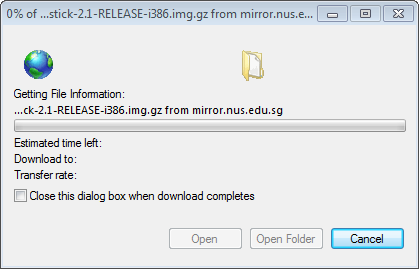 0% of ...stick-2.1-RELEASE-i386.img.gz from mirror.nus.e...
Getting File Information:
...ck-2.1-RELEASE-i386.img.gz from mirror.nus.edu.sg
Estimated time left:
Download to:
Transfer rate:
Close this dialog box when download completes
Open Open Folder Cancel